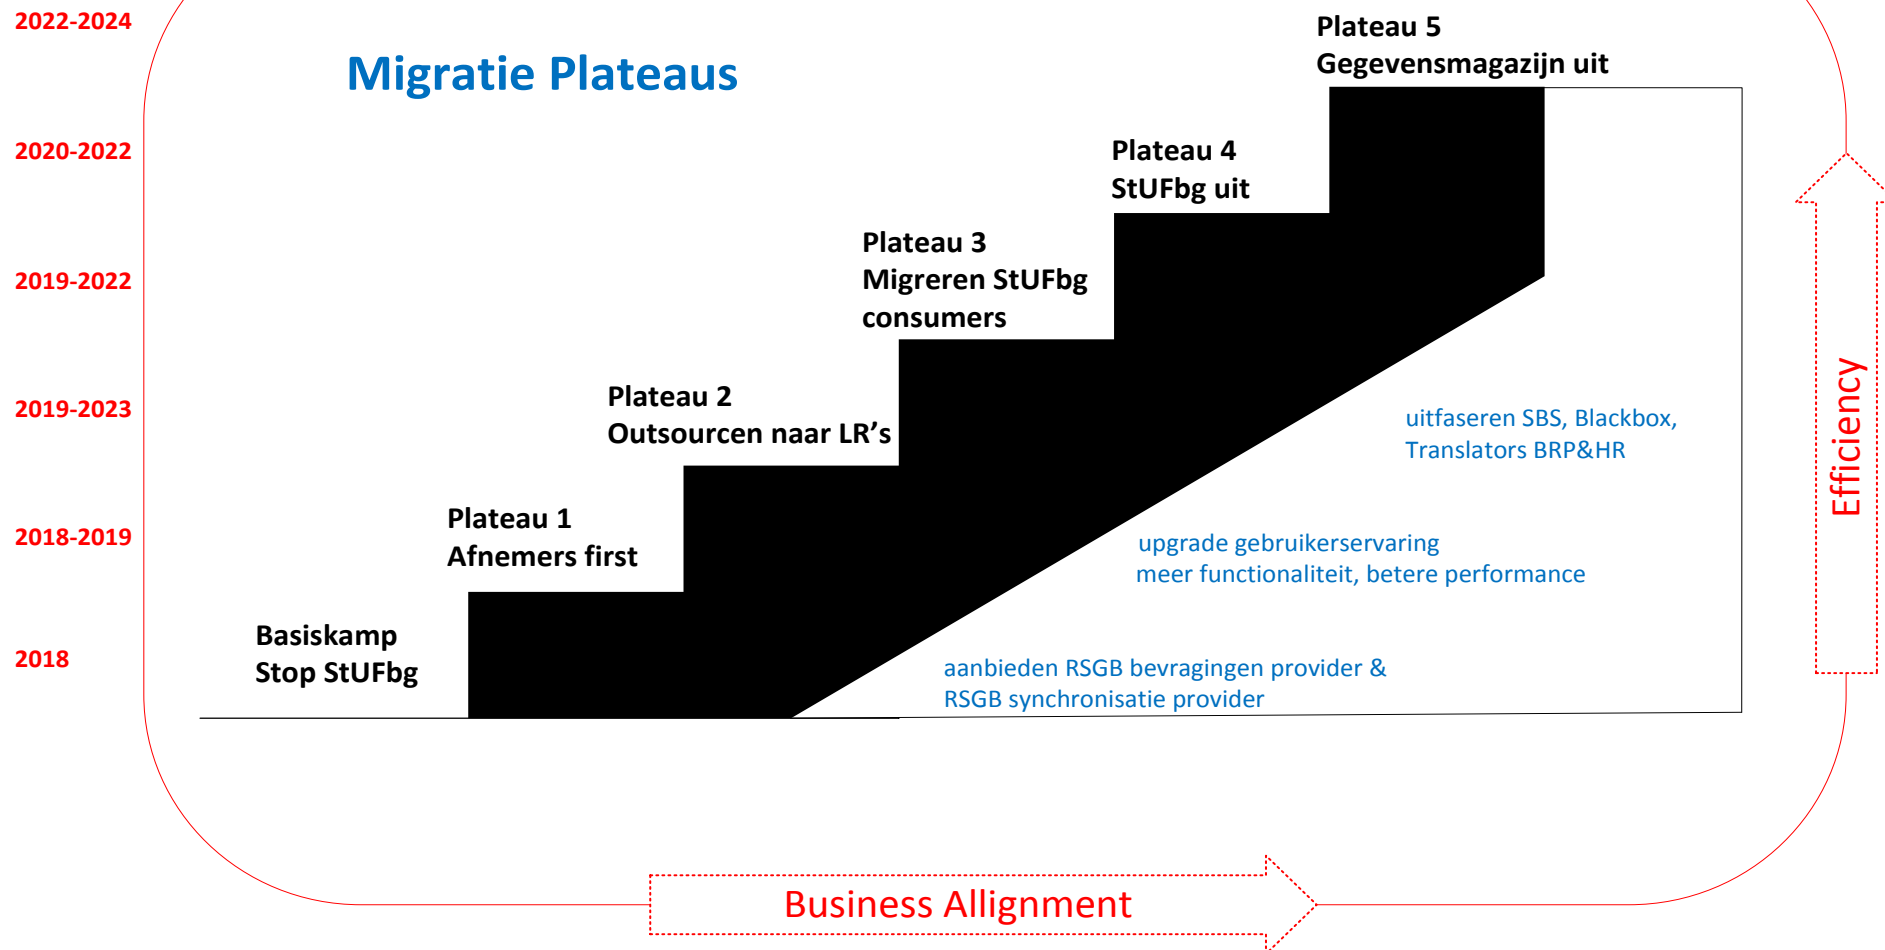 2022-2024
Migratie Plateaus
Plateau 5
Gegevensmagazijn uit
2020-2022
Plateau 4
StUFbg uit
2019-2022
Plateau 3
Migreren StUFbg
consumers
2019-2023
Plateau 2
Outsourcen naar LR’s
uitfaseren SBS, Blackbox,
Translators BRP&HR
2018-2019
Plateau 1
Afnemers first
upgrade gebruikerservaring
meer functionaliteit, betere performance
2018
Basiskamp
Stop StUFbg
aanbieden RSGB bevragingen provider &
RSGB synchronisatie provider
Efficiency
Business Allignment